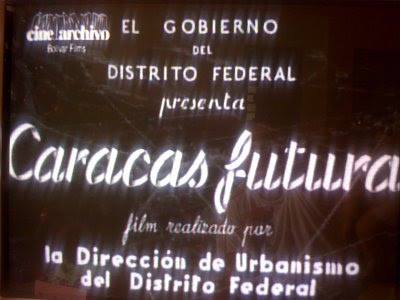 cine archivo
Bolívar Films
EL GOBIERNO
DEL
DISTRITO FEDERAL
presenta
Caracas futura
film realizado por
la Dirección de Urbanismo
del Distrito Federal